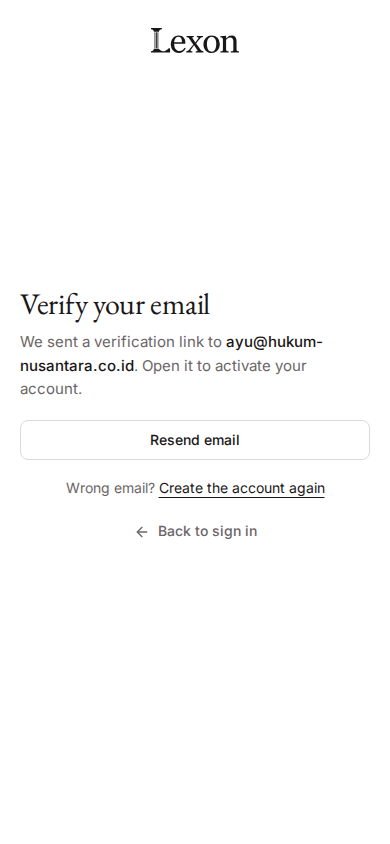 Lexon
Verify your email
We sent a verification link to ayu@hukum-
nusantara.co.id. Open it to activate your
account.
Resend email
Wrong email? Create the account again
← Back to sign in